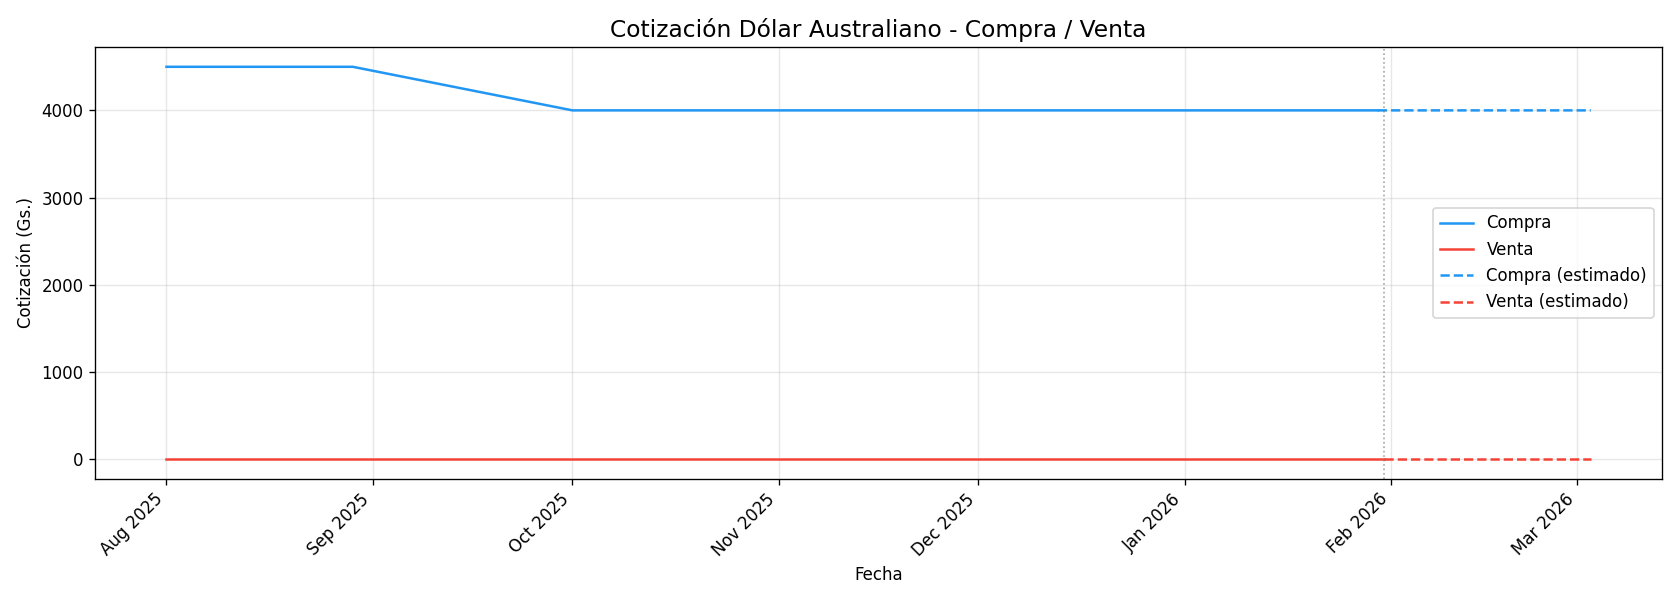 Cotización Dólar Australiano - Compra / Venta
Cotización (Gs.)
4000
3000
2000
1000
0
Compra
Venta
Compra (estimado)
Venta (estimado)
Aug 2025
Sep 2025
Oct 2025
Nov 2025
Dec 2025
Jan 2026
Feb 2026
Mar 2026
Fecha